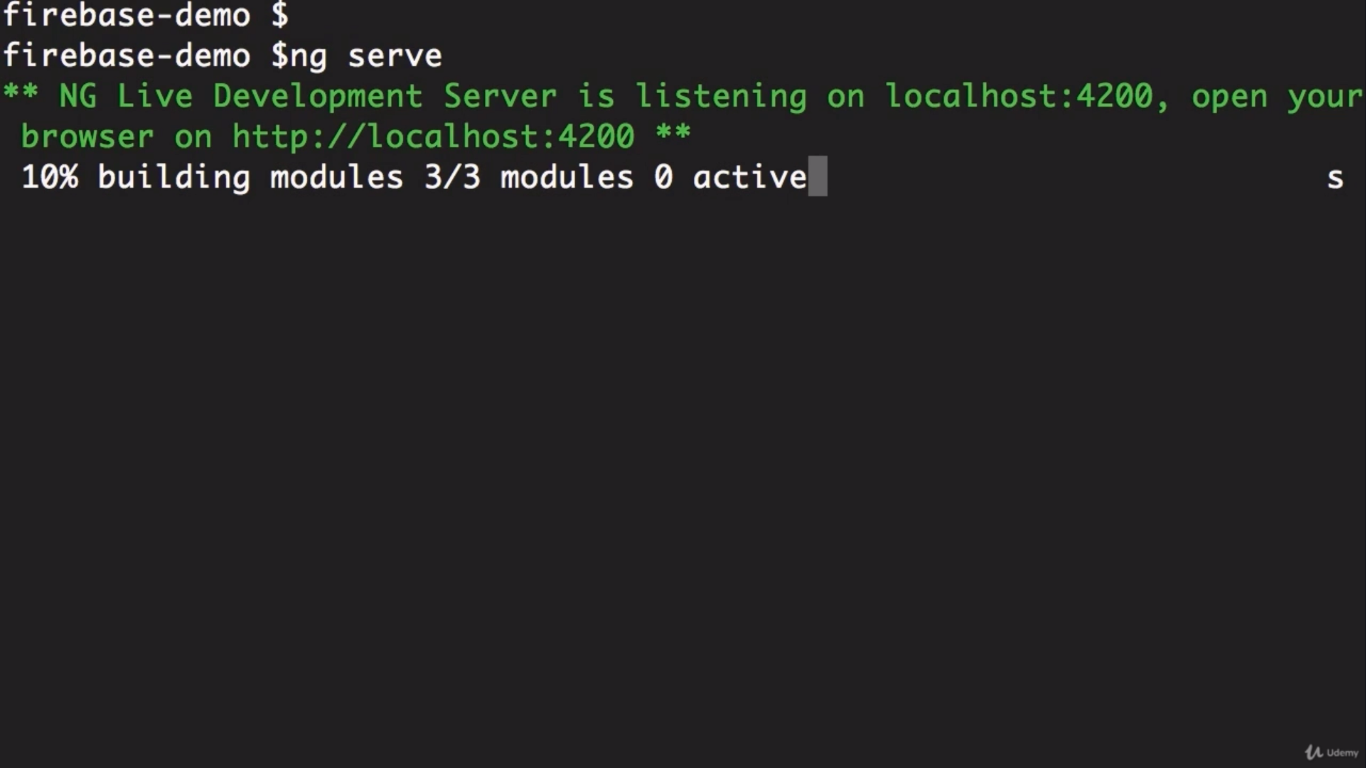 firebase-demo $
firebase-demo $ng serve
** NG Live Development Server is listening on localhost:4200, open your
browser on http://localhost:4200 **
10% building modules 3/3 modules 0 active s
Udemy